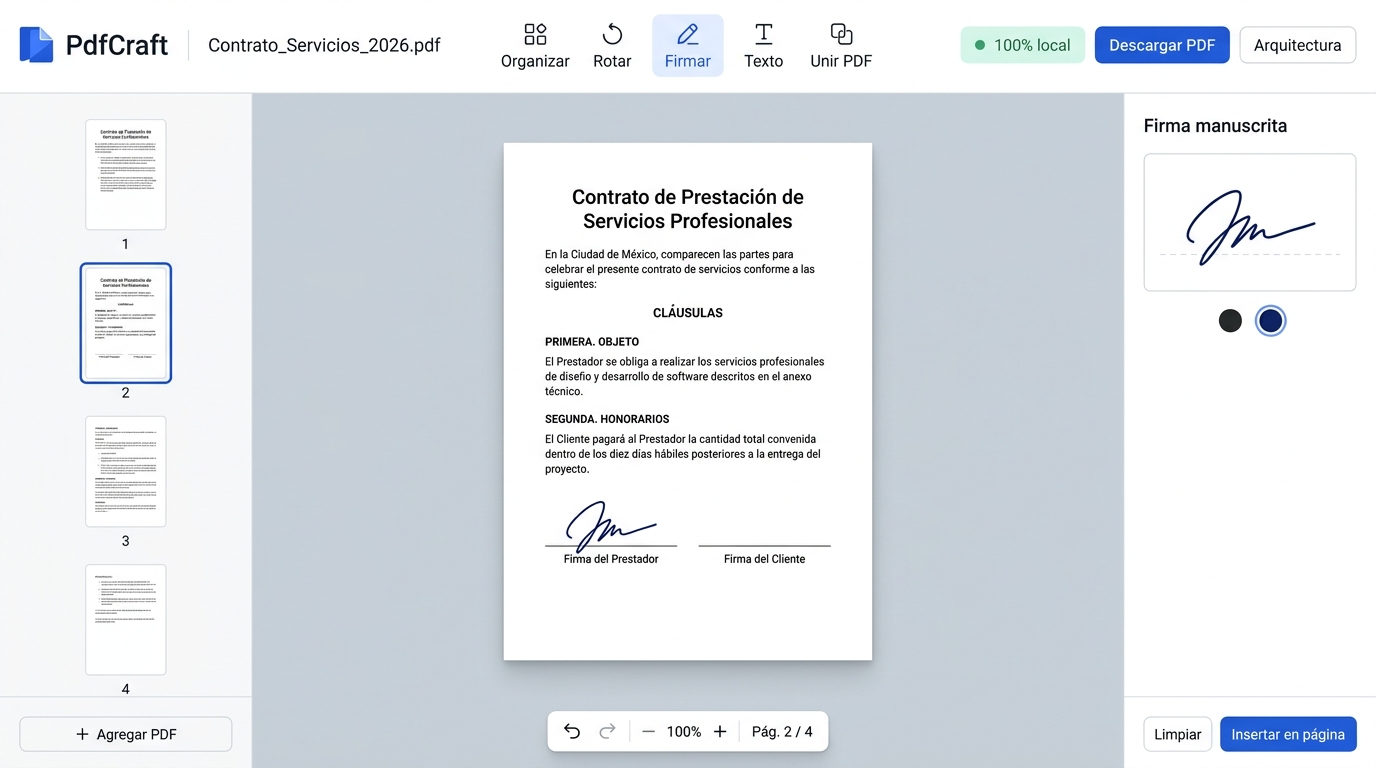 PdfCraft
Contrato_Servicios_2026.pdf
Organizar
Rotar
Firmar
Texto
Unir PDF
100% local
Descargar PDF
Arquitectura
1
2
3
4
+ Agregar PDF
Contrato de Prestación de
Servicios Profesionales
En la Ciudad de México, comparecen las partes para
celebrar el presente contrato de servicios conforme a las
siguientes:
CLÁUSULAS
PRIMERA. OBJETO
El Prestador se obliga a realizar los servicios profesionales
de diseño y desarrollo de software descritos en el anexo
técnico.
SEGUNDA. HONORARIOS
El Cliente pagará al Prestador la cantidad total convenida
dentro de los diez días hábiles posteriores a la entrega del
proyecto.
Firma del Prestador
Firma del Cliente
100%
Pág. 2 / 4
Firma manuscrita
Limpiar
Insertar en página